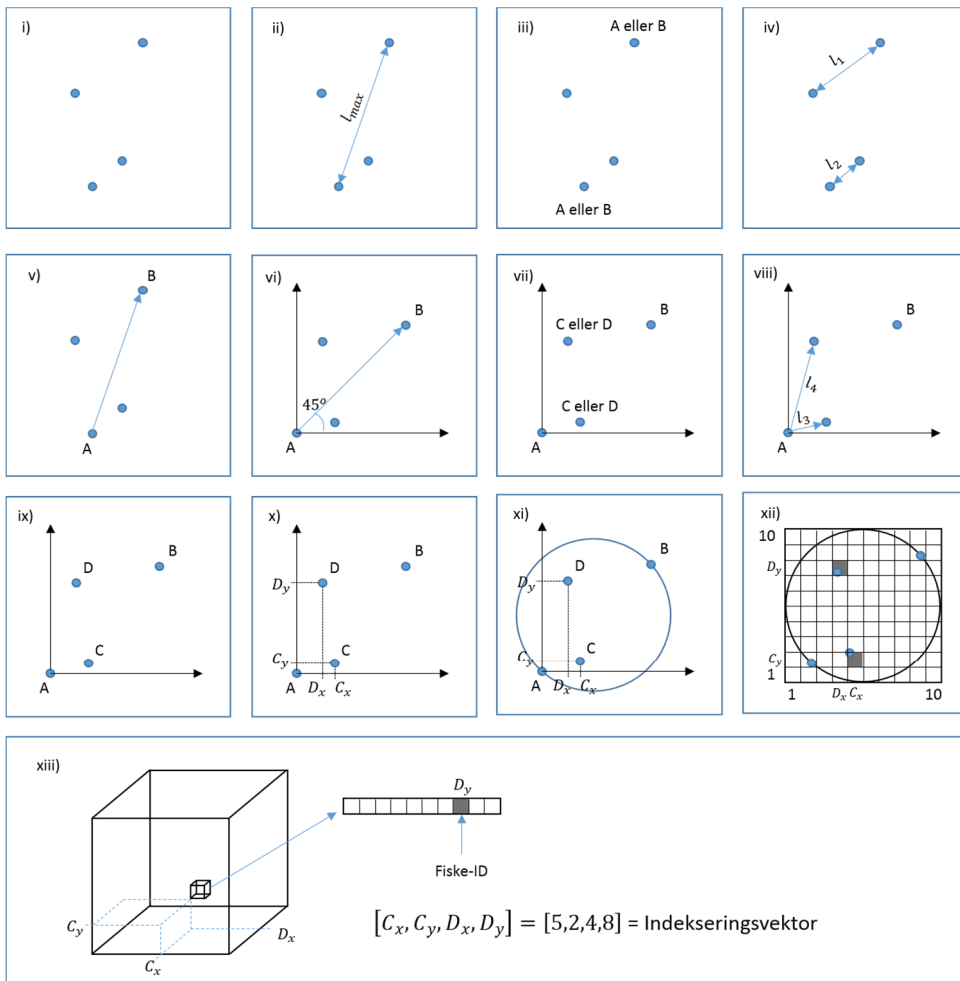 i)
ii)
l_max
iii)
A eller B
A eller B
iv)
l_1
l_2
v)
B
A
vi)
B
45º
A
vii)
B
C eller D
C eller D
A
viii)
B
l_4
l_3
A
ix)
B
D
C
A
x)
B
D
D_y
C
C_y
A
D_x C_x
xi)
B
D
D_y
C
C_y
A
D_x C_x
xii)
10
D_y
C_y
1
1
10
D_x C_x
xiii)
D_y
Fiske-ID
C_y
D_x
C_x
[C_x, C_y, D_x, D_y] = [5,2,4,8] = Indekseringsvektor